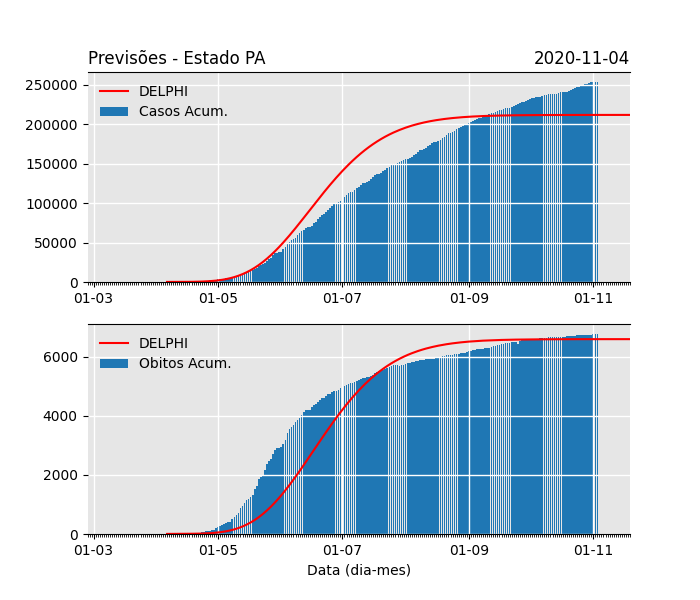 Previsões - Estado PA 2020-11-04
250000
200000
150000
100000
50000
0
DELPHI
Casos Acum.
01-03 01-05 01-07 01-09 01-11
6000
4000
2000
0
DELPHI
Obitos Acum.
01-03 01-05 01-07 01-09 01-11
Data (dia-mes)